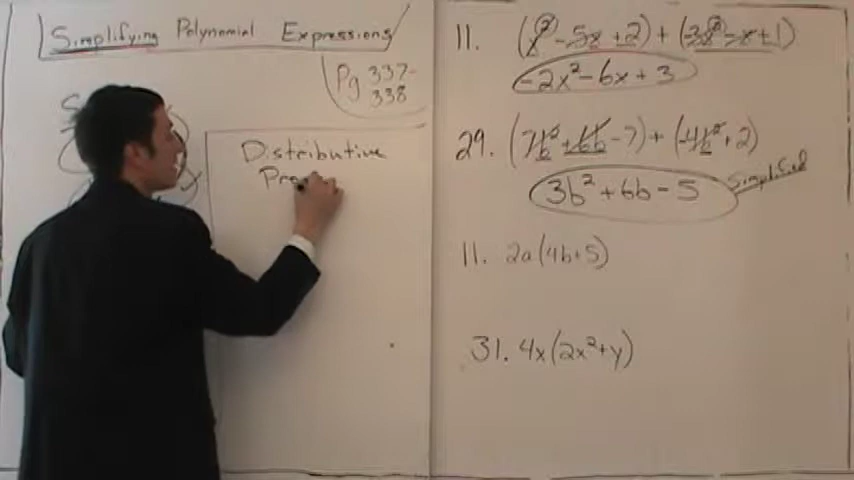 Simplifying Polynomial Expressions
Pg 337-
338
Distributive
Pro
11. (x² - 5x + 2) + (-3x² - x + 1)
-2x² - 6x + 3
29. (7b² + 6b - 7) + (-4b² + 2)
3b² + 6b - 5 Simplified
11. 2a(4b+5)
31. 4x(2x²+y)